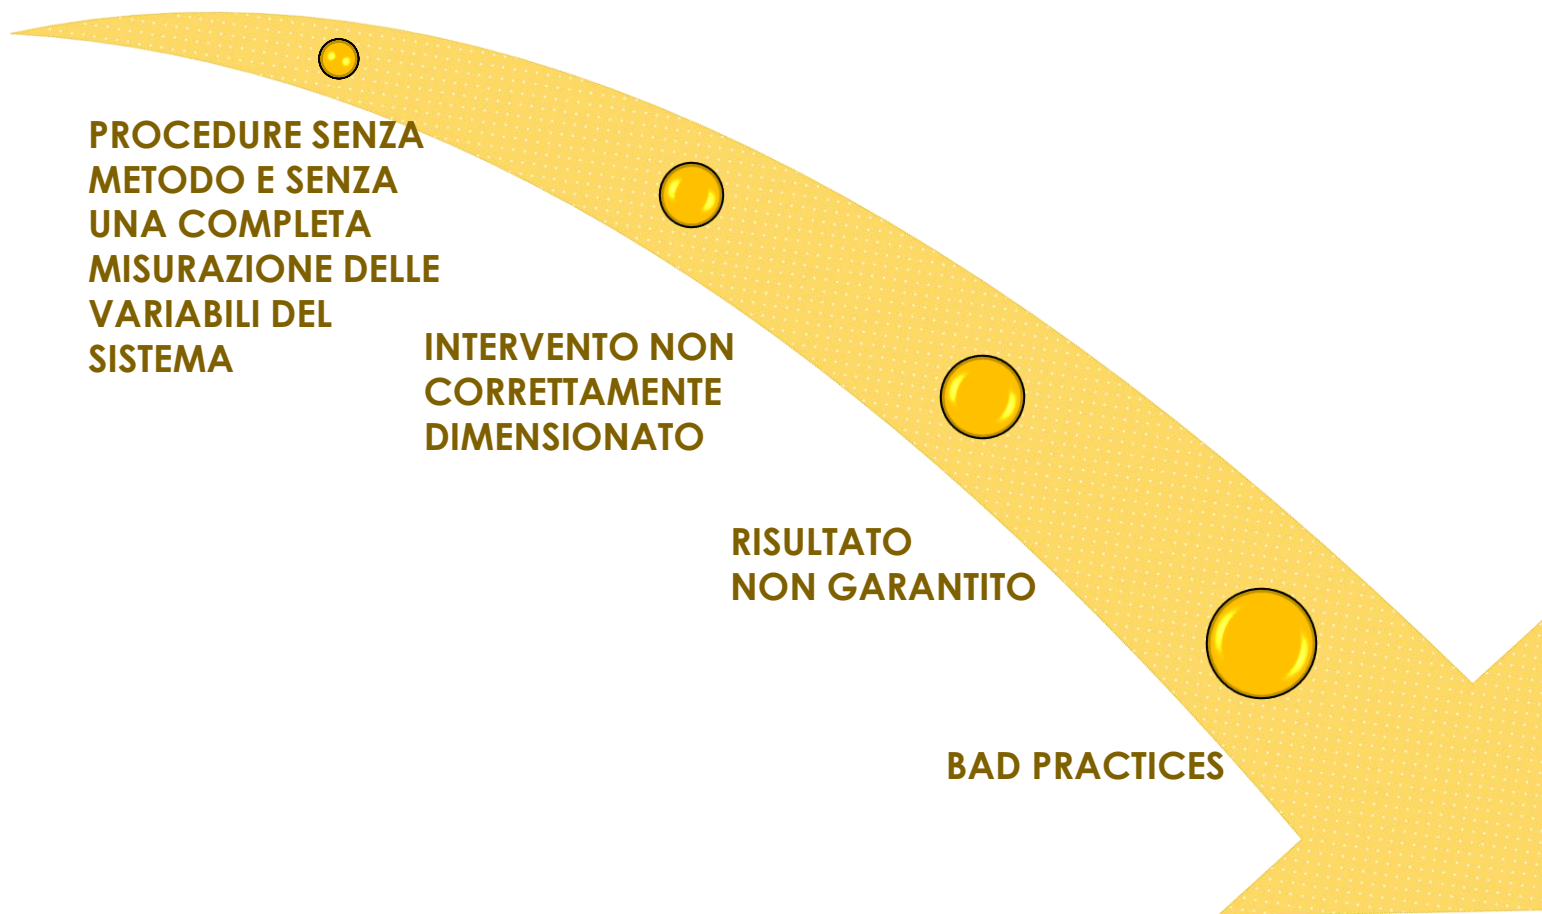 PROCEDURE SENZA
METODO E SENZA
UNA COMPLETA
MISURAZIONE DELLE
VARIABILI DEL
SISTEMA
INTERVENTO NON
CORRETTAMENTE
DIMENSIONATO
RISULTATO
NON GARANTITO
BAD PRACTICES